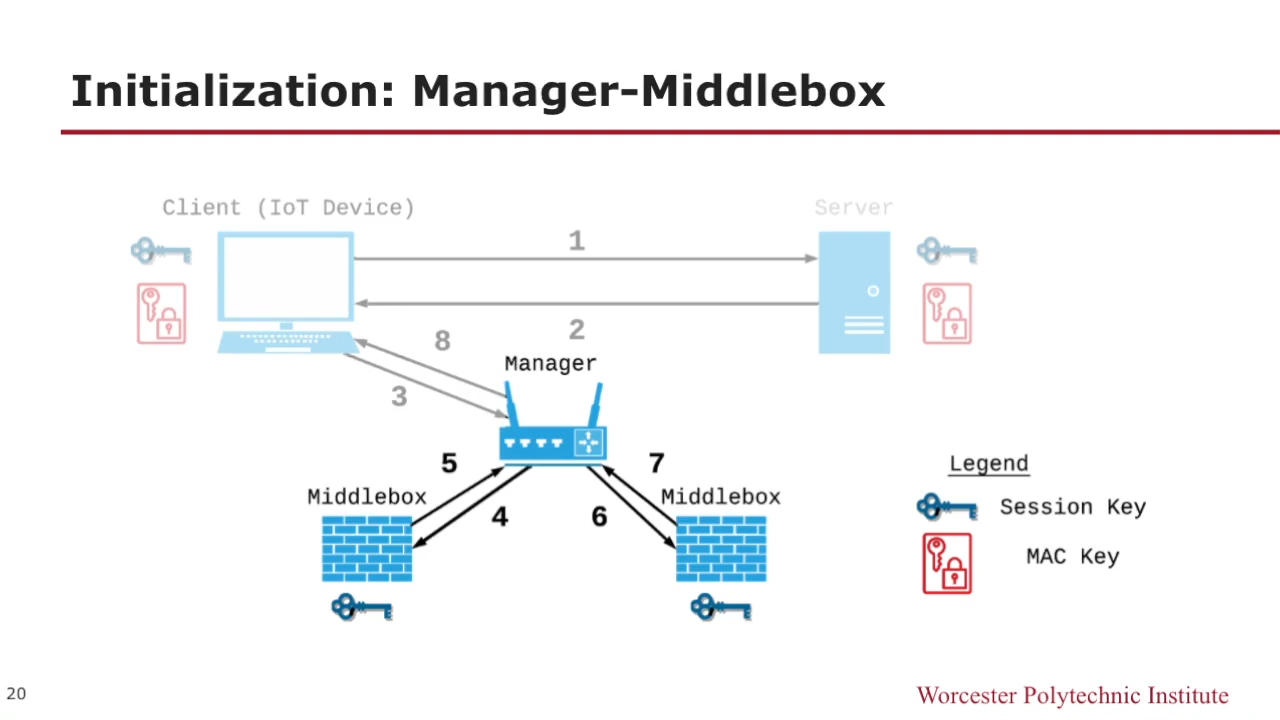 Initialization: Manager-Middlebox
Client (IoT Device)
Server
1
2
8
3
Manager
5
7
Middlebox
Middlebox
4
6
Legend
Session Key
MAC Key
20
Worcester Polytechnic Institute